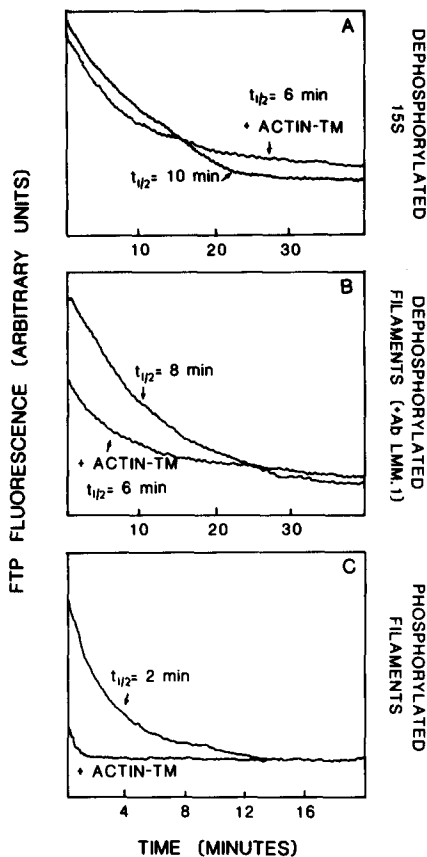 FTP FLUORESCENCE (ARBITRARY UNITS)
A
t1/2= 6 min
+ ACTIN-TM
t1/2= 10 min
10 20 30
DEPHOSPHORYLATED
15S
B
t1/2= 8 min
+ ACTIN-TM
t1/2= 6 min
10 20 30
DEPHOSPHORYLATED
FILAMENTS (+Ab LMM.1)
C
t1/2= 2 min
+ ACTIN-TM
4 8 12 16
PHOSPHORYLATED
FILAMENTS
TIME (MINUTES)